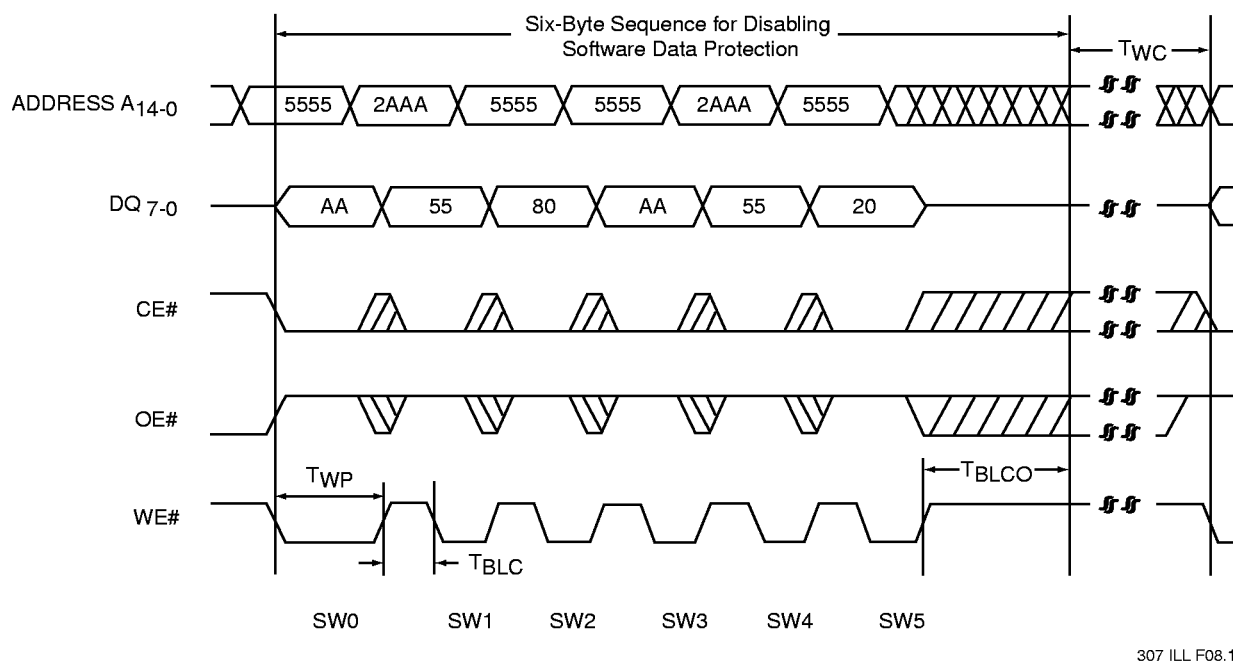 Six-Byte Sequence for Disabling
Software Data Protection
TWC
ADDRESS A14-0
5555 2AAA 5555 5555 2AAA 5555
DQ 7-0
AA 55 80 AA 55 20
CE#
OE#
TWP
TBLCO
WE#
TBLC
SW0 SW1 SW2 SW3 SW4 SW5
307 ILL F08.1